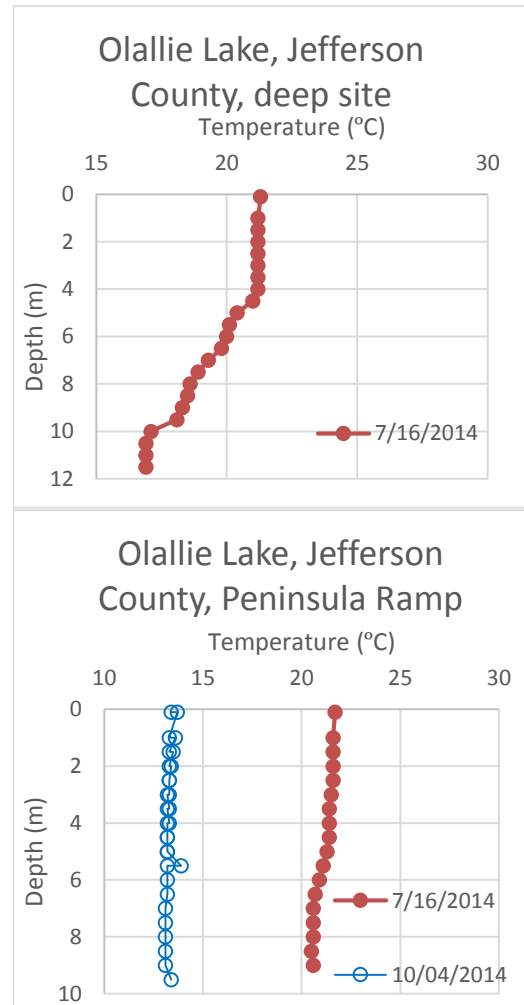 Olallie Lake, Jefferson
County, deep site
Temperature (°C)
15 20 25 30
0
2
4
6
8
10
12
Depth (m)
7/16/2014
Olallie Lake, Jefferson
County, Peninsula Ramp
Temperature (°C)
10 15 20 25 30
0
2
4
6
8
10
Depth (m)
7/16/2014
10/04/2014